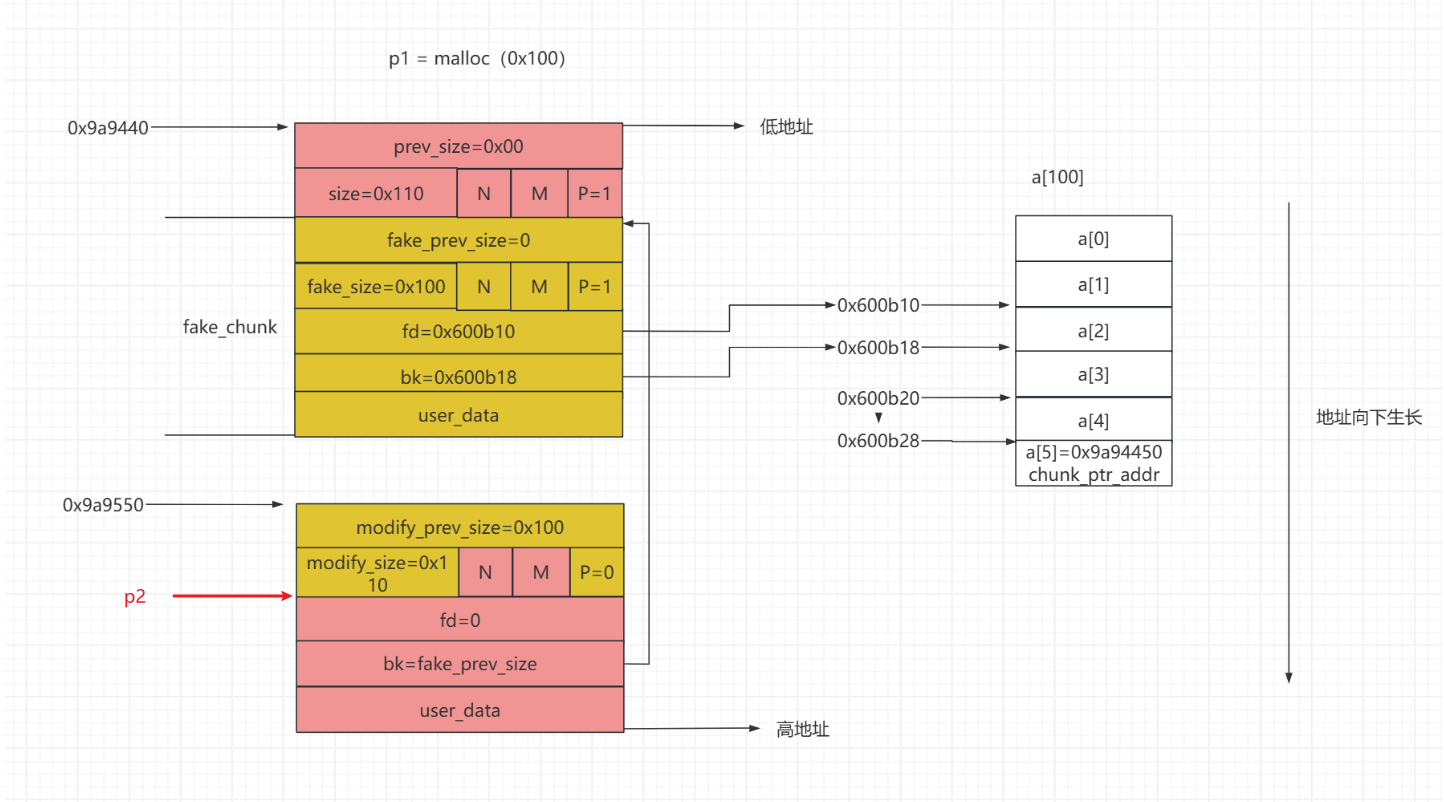 p1 = malloc（0x100）
0x9a9440
prev_size=0x00
低地址
size=0x110
N
M
P=1
a[100]
fake_prev_size=0
a[0]
fake_size=0x100
N
M
P=1
a[1]
fake_chunk
fd=0x600b10
0x600b10
a[2]
bk=0x600b18
0x600b18
a[3]
user_data
0x600b20
a[4]
地址向下生长
0x600b28
a[5]=0x9a94450
chunk_ptr_addr
0x9a9550
modify_prev_size=0x100
modify_size=0x1
10
N
M
P=0
p2
fd=0
bk=fake_prev_size
user_data
高地址